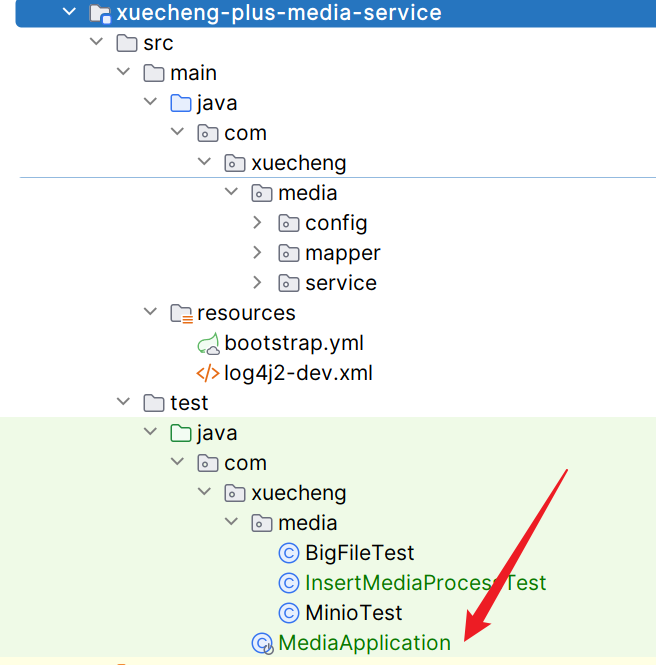 xuecheng-plus-media-service
src
main
java
com
xuecheng
media
config
mapper
service
resources
bootstrap.yml
log4j2-dev.xml
test
java
com
xuecheng
media
BigFileTest
InsertMediaProcessTest
MinioTest
MediaApplication